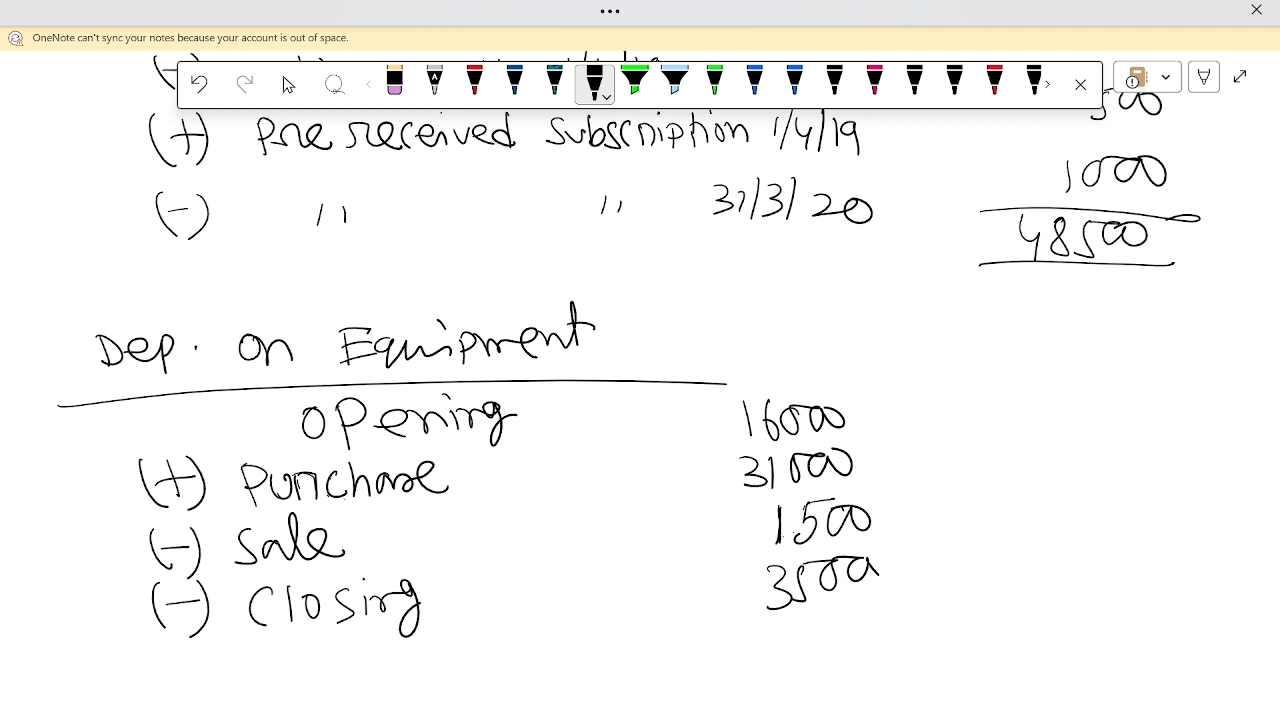 OneNote can't sync your notes because your account is out of space.
(+) Pre received Subscription 1/4/19
1000
(-) " " 31/3/20
48500
Dep. on Equipment
Opening 16000
(+) Purchase 31000
(-) Sale 1500
(-) Closing 35000